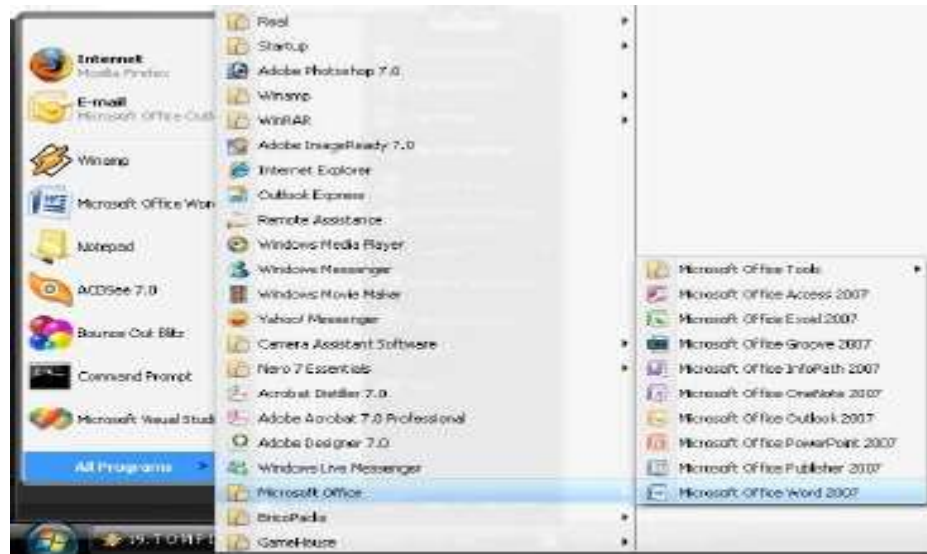 Internet
Mozilla Firefox
E-mail
Microsoft Office Outl
Winamp
Microsoft Office Wor
Notepad
ACDSee 7.0
Bounce Out Blitz
Command Prompt
Microsoft Visual Stud
All Programs
Real
Startup
Adobe Photoshop 7.0
Winamp
WinRAR
Adobe ImageReady 7.0
Internet Explorer
Outlook Express
Remote Assistance
Windows Media Player
Windows Messenger
Windows Movie Maker
Yahoo! Messenger
Camera Assistant Software
Nero 7 Essentials
Acrobat Distiller 7.0
Adobe Acrobat 7.0 Professional
Adobe Designer 7.0
Windows Live Messenger
Microsoft Office
BricoPacks
GameHouse
Microsoft Office Tools
Microsoft Office Access 2007
Microsoft Office Excel 2007
Microsoft Office Groove 2007
Microsoft Office InfoPath 2007
Microsoft Office OneNote 2007
Microsoft Office Outlook 2007
Microsoft Office PowerPoint 2007
Microsoft Office Publisher 2007
Microsoft Office Word 2007